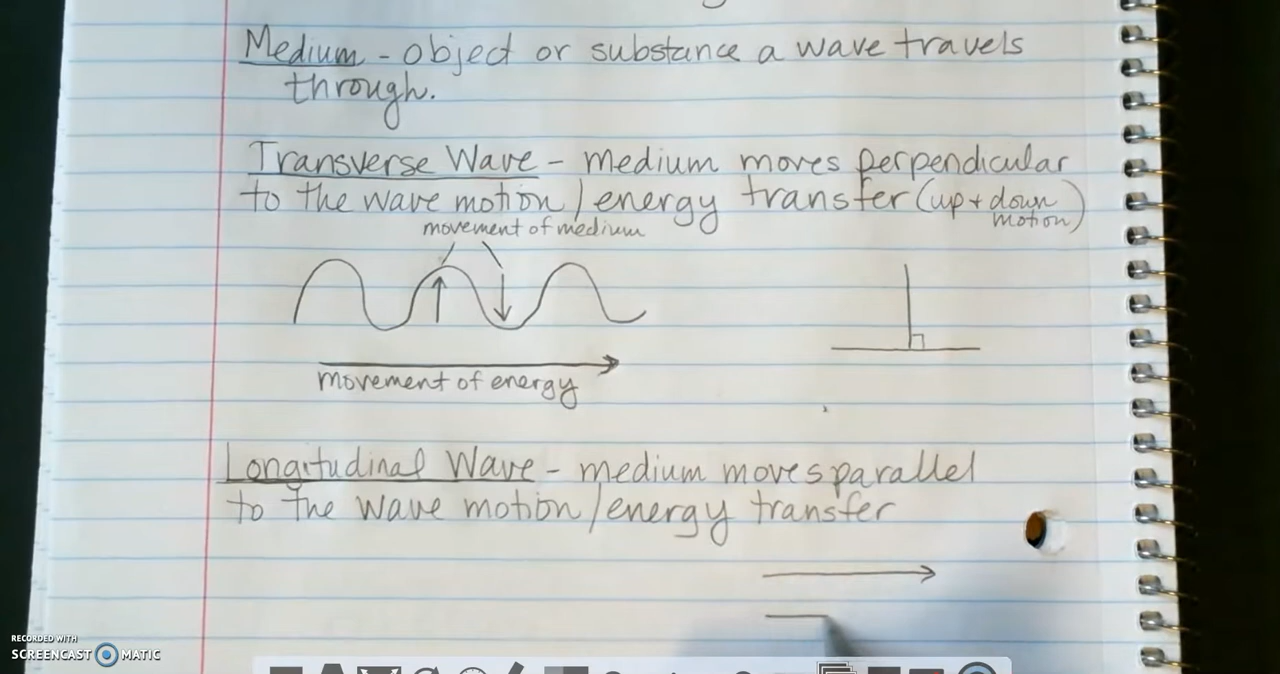 Medium - object or substance a wave travels
through.
Transverse Wave - medium moves perpendicular
to the wave motion/energy transfer (up + down
motion)
movement of medium
movement of energy
Longitudinal Wave - medium moves parallel
to the wave motion/energy transfer
RECORDED WITH
SCREENCAST MATIC